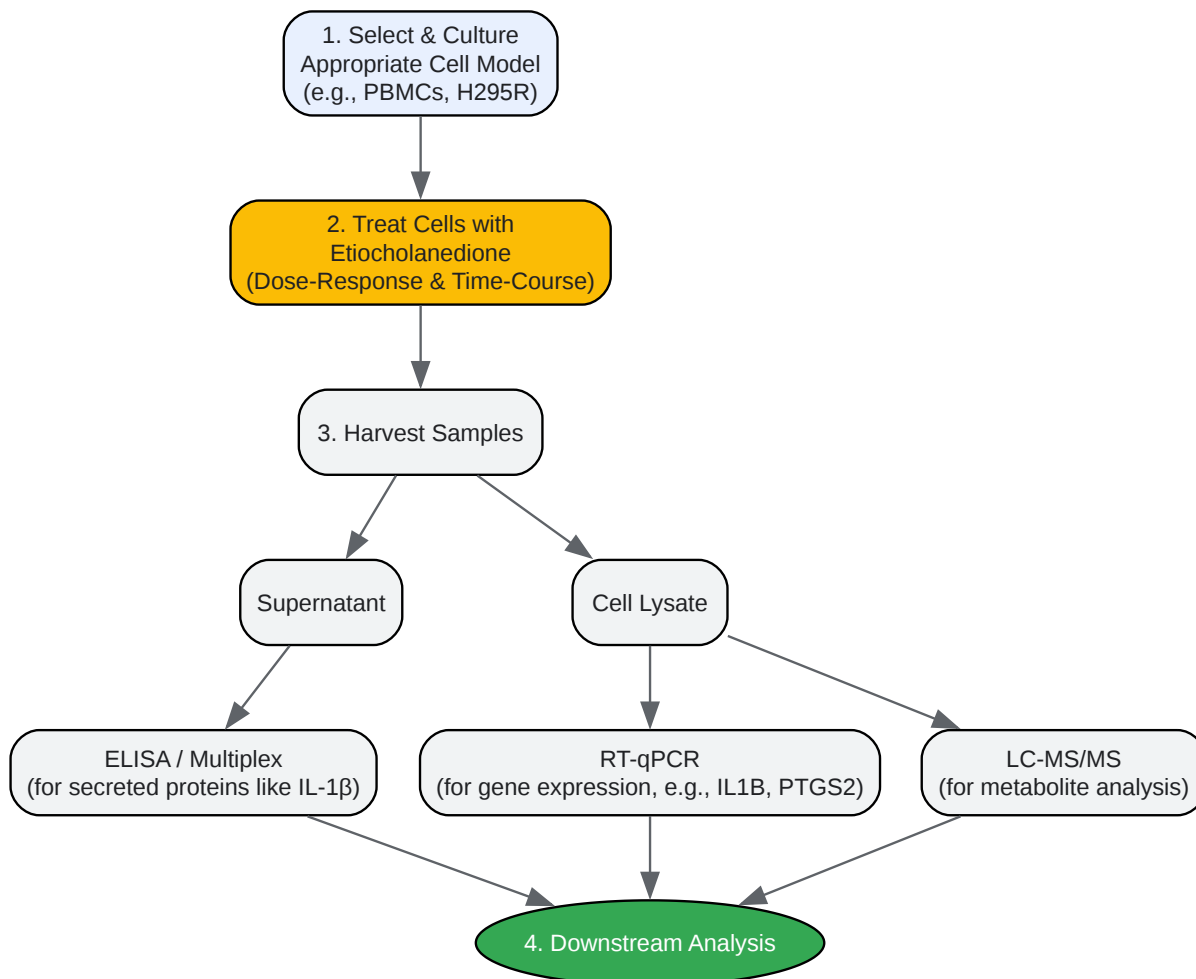 1. Select & Culture
Appropriate Cell Model
(e.g., PBMCs, H295R)
2. Treat Cells with
Etiocholanedione
(Dose-Response & Time-Course)
3. Harvest Samples
Supernatant
Cell Lysate
ELISA / Multiplex
(for secreted proteins like IL-1β)
RT-qPCR
(for gene expression, e.g., IL1B, PTGS2)
LC-MS/MS
(for metabolite analysis)
4. Downstream Analysis